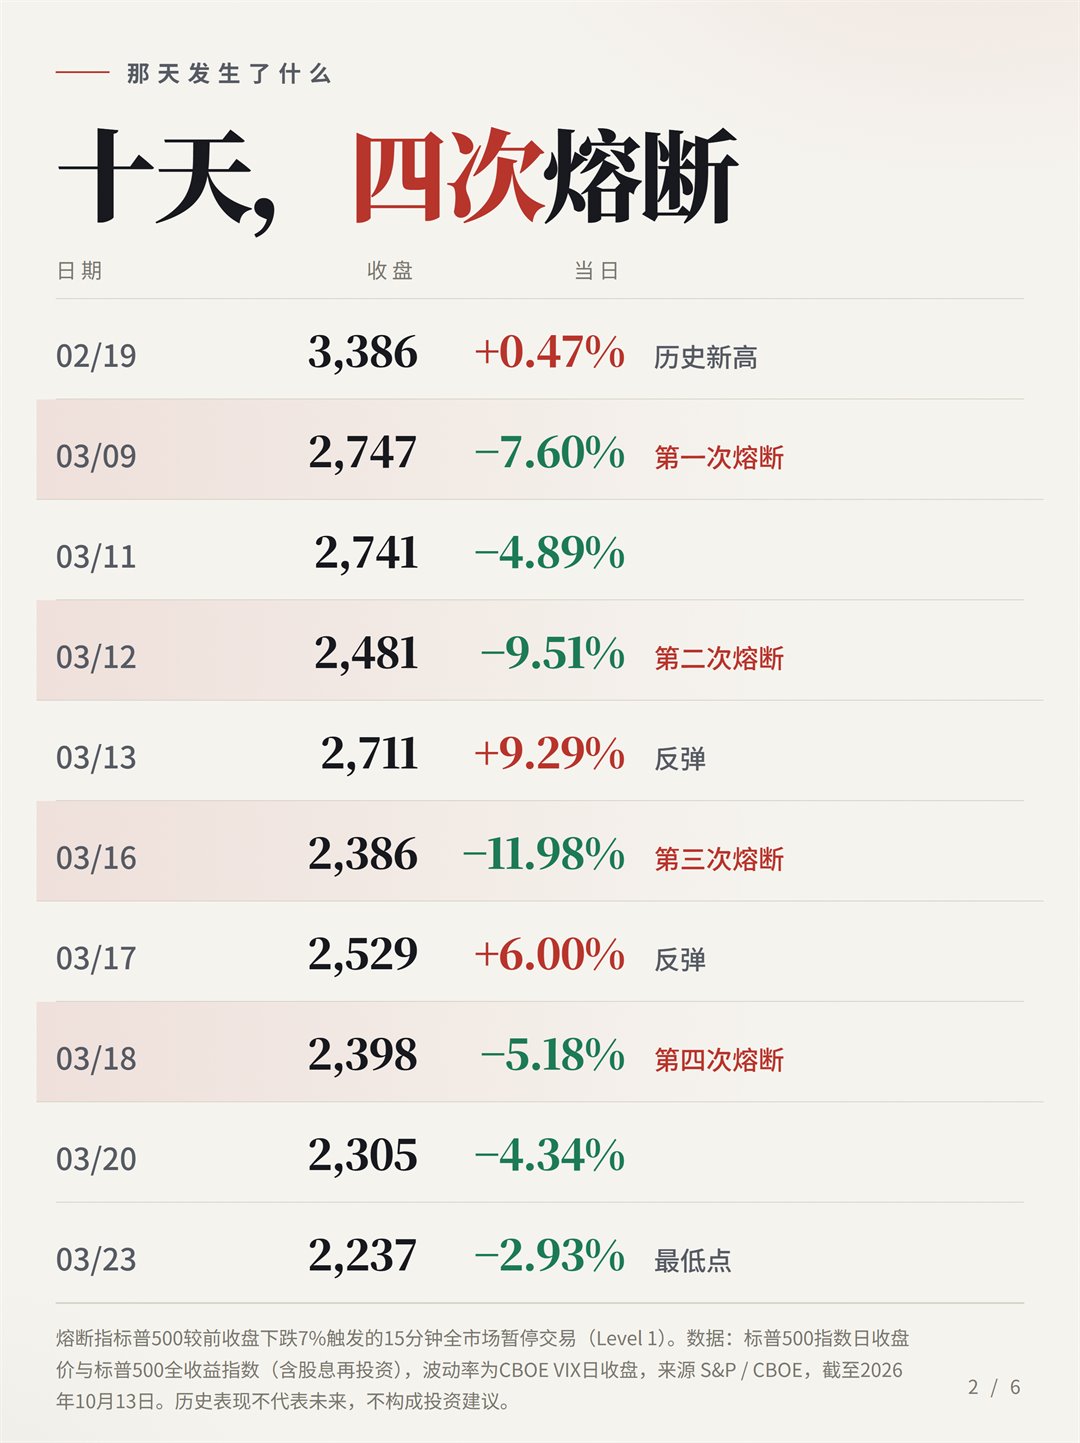 那天发生了什么
十天，四次熔断
日期 收盘 当日
02/19 3,386 +0.47% 历史新高
03/09 2,747 −7.60% 第一次熔断
03/11 2,741 −4.89%
03/12 2,481 −9.51% 第二次熔断
03/13 2,711 +9.29% 反弹
03/16 2,386 −11.98% 第三次熔断
03/17 2,529 +6.00% 反弹
03/18 2,398 −5.18% 第四次熔断
03/20 2,305 −4.34%
03/23 2,237 −2.93% 最低点
熔断指标普500较前收盘下跌7%触发的15分钟全市场暂停交易（Level 1）。数据：标普500指数日收盘
价与标普500全收益指数（含股息再投资），波动率为CBOE VIX日收盘，来源 S&P / CBOE，截至2026
年10月13日。历史表现不代表未来，不构成投资建议。
2 / 6